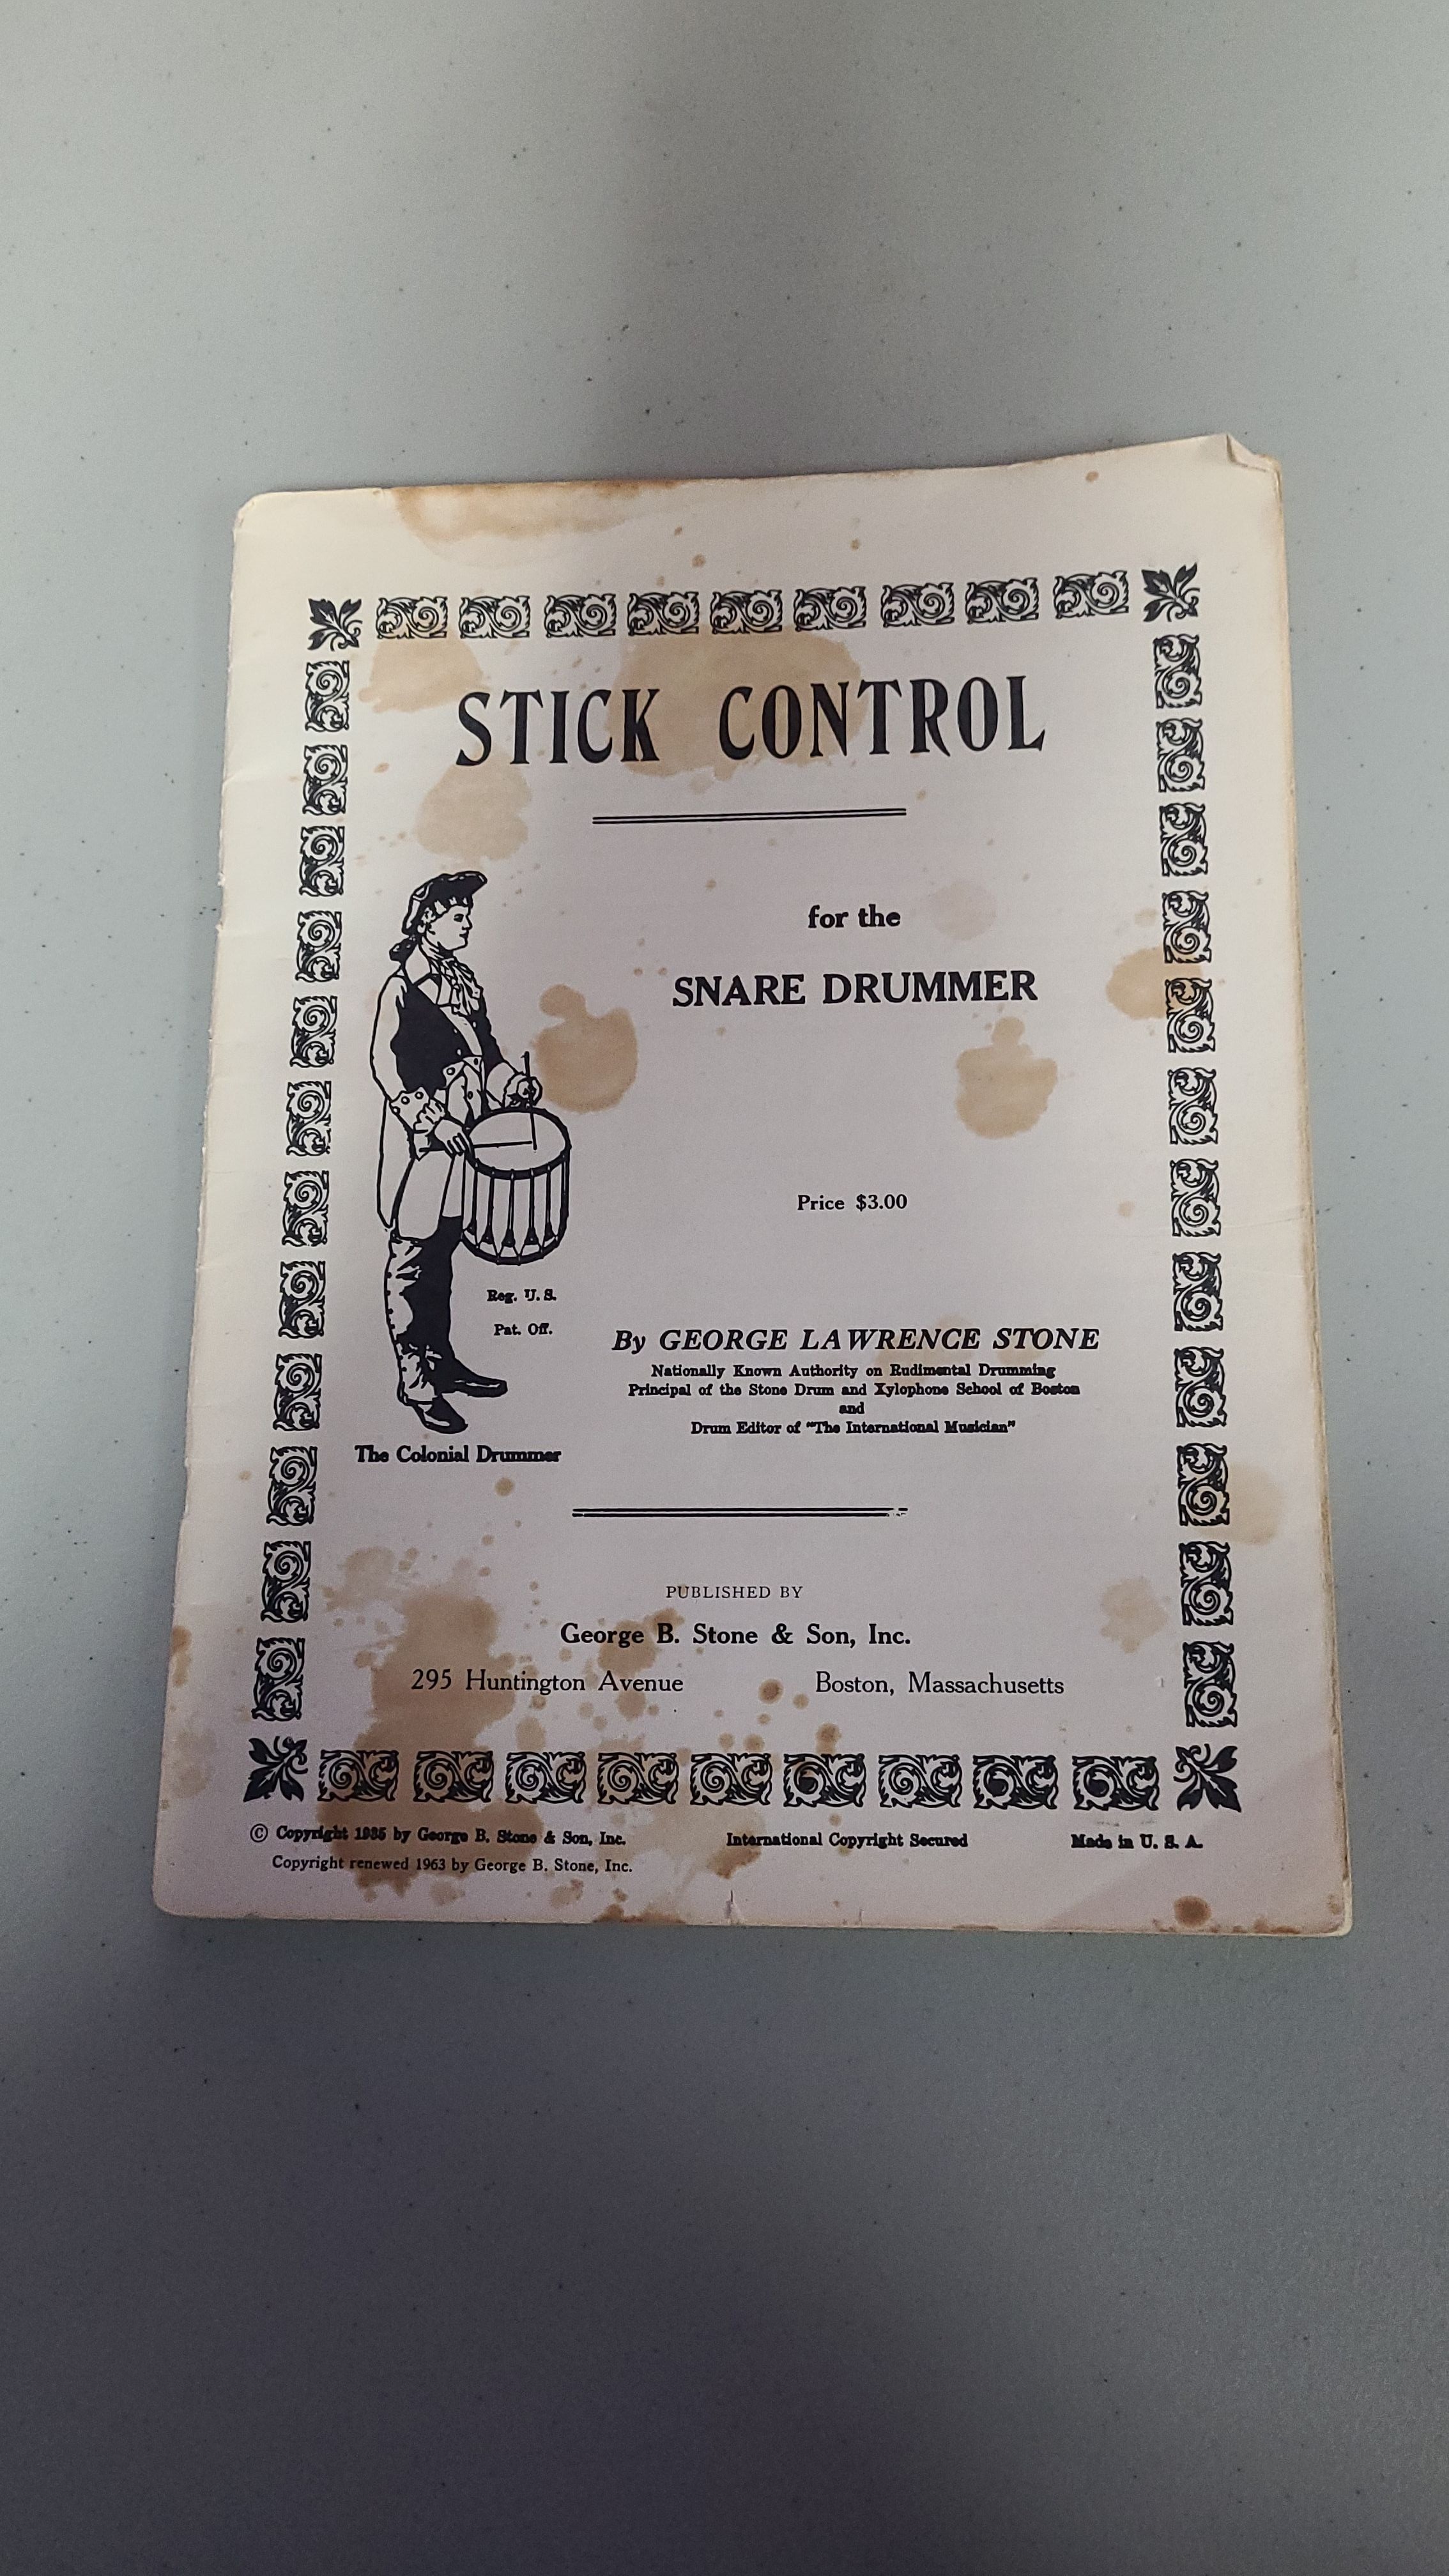 STICK CONTROL
for the
SNARE DRUMMER
Price $3.00
Reg. U. S.
Pat. Off.
The Colonial Drummer
By GEORGE LAWRENCE STONE
Nationally Known Authority on Rudimental Drumming
Principal of the Stone Drum and Xylophone School of Boston
and
Drum Editor of "The International Musician"
PUBLISHED BY
George B. Stone & Son, Inc.
295 Huntington Avenue Boston, Massachusetts
© Copyright 1935 by George B. Stone & Son, Inc. International Copyright Secured Made in U. S. A.
Copyright renewed 1963 by George B. Stone, Inc.